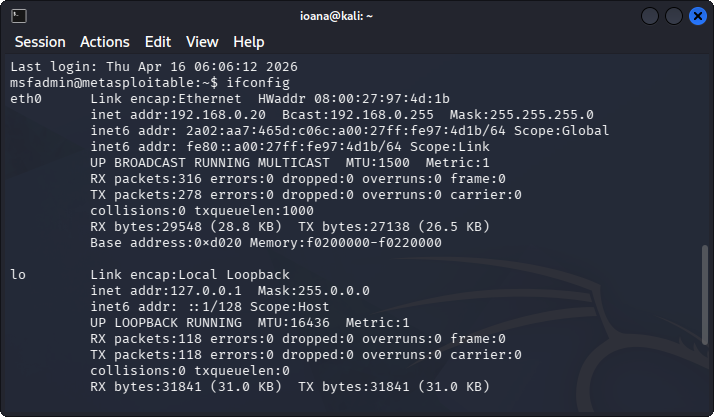 ioana@kali: ~
Session Actions Edit View Help
Last login: Thu Apr 16 06:06:12 2026
msfadmin@metasploitable:~$ ifconfig
eth0      Link encap:Ethernet  HWaddr 08:00:27:97:4d:1b
          inet addr:192.168.0.20  Bcast:192.168.0.255  Mask:255.255.255.0
          inet6 addr: 2a02:aa7:465d:c06c:a00:27ff:fe97:4d1b/64 Scope:Global
          inet6 addr: fe80::a00:27ff:fe97:4d1b/64 Scope:Link
          UP BROADCAST RUNNING MULTICAST  MTU:1500  Metric:1
          RX packets:316 errors:0 dropped:0 overruns:0 frame:0
          TX packets:278 errors:0 dropped:0 overruns:0 carrier:0
          collisions:0 txqueuelen:1000
          RX bytes:29548 (28.8 KB)  TX bytes:27138 (26.5 KB)
          Base address:0xd020 Memory:f0200000-f0220000
lo        Link encap:Local Loopback
          inet addr:127.0.0.1  Mask:255.0.0.0
          inet6 addr: ::1/128 Scope:Host
          UP LOOPBACK RUNNING  MTU:16436  Metric:1
          RX packets:118 errors:0 dropped:0 overruns:0 frame:0
          TX packets:118 errors:0 dropped:0 overruns:0 carrier:0
          collisions:0 txqueuelen:0
          RX bytes:31841 (31.0 KB)  TX bytes:31841 (31.0 KB)